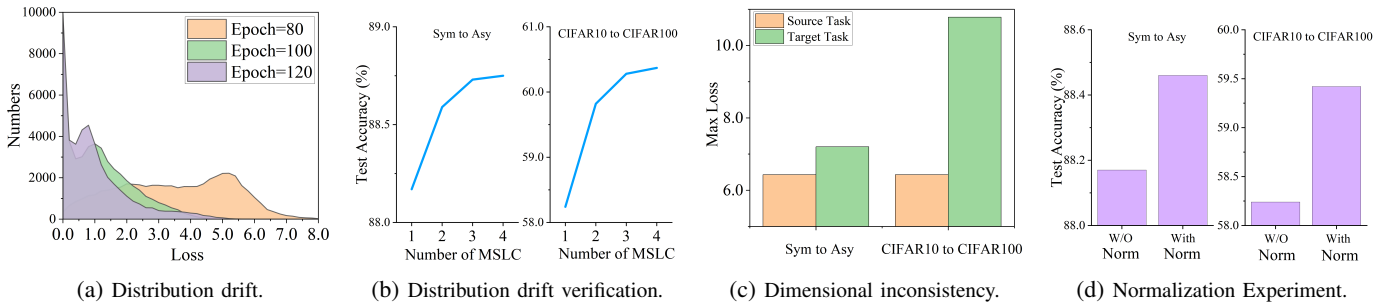 10000
8000
6000
4000
2000
0
Numbers
Epoch=80
Epoch=100
Epoch=120
0.0 1.0 2.0 3.0 4.0 5.0 6.0 7.0 8.0
Loss
(a) Distribution drift.
89.0
88.5
88.0
Test Accuracy (%)
Sym to Asy
1 2 3 4
Number of MSLC
61.0
60.0
59.0
58.0
CIFAR10 to CIFAR100
1 2 3 4
Number of MSLC
(b) Distribution drift verification.
10.0
8.0
6.0
Max Loss
Source Task
Target Task
Sym to Asy CIFAR10 to CIFAR100
(c) Dimensional inconsistency.
88.6
88.4
88.2
88.0
Test Accuracy (%)
Sym to Asy
W/O With
Norm Norm
60.0
59.5
59.0
58.5
58.0
CIFAR10 to CIFAR100
W/O With
Norm Norm
(d) Normalization Experiment.